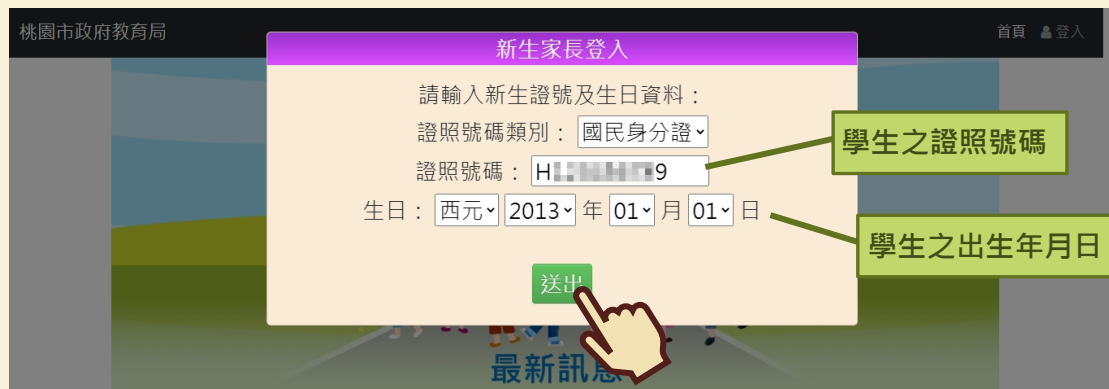 桃園市政府教育局
首頁 登入
新生家長登入
請輸入新生證號及生日資料：
證照號碼類別： 國民身分證
學生之證照號碼
證照號碼： H 9
生日： 西元 2013 年 01 月 01 日
學生之出生年月日
送出
最新訊息